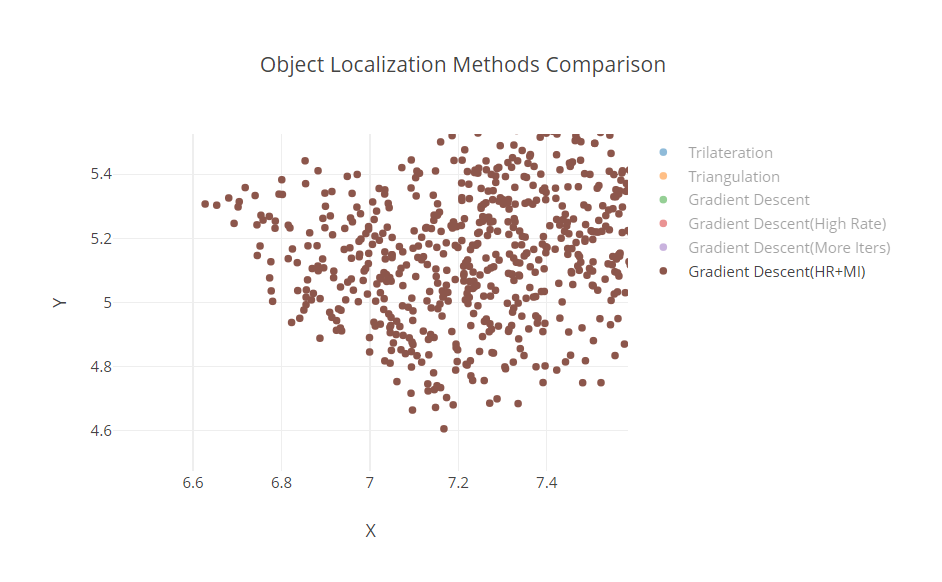 Object Localization Methods Comparison
Trilateration
Triangulation
Gradient Descent
Gradient Descent(High Rate)
Gradient Descent(More Iters)
Gradient Descent(HR+MI)
5.4
5.2
5
4.8
4.6
Y
6.6 6.8 7 7.2 7.4
X